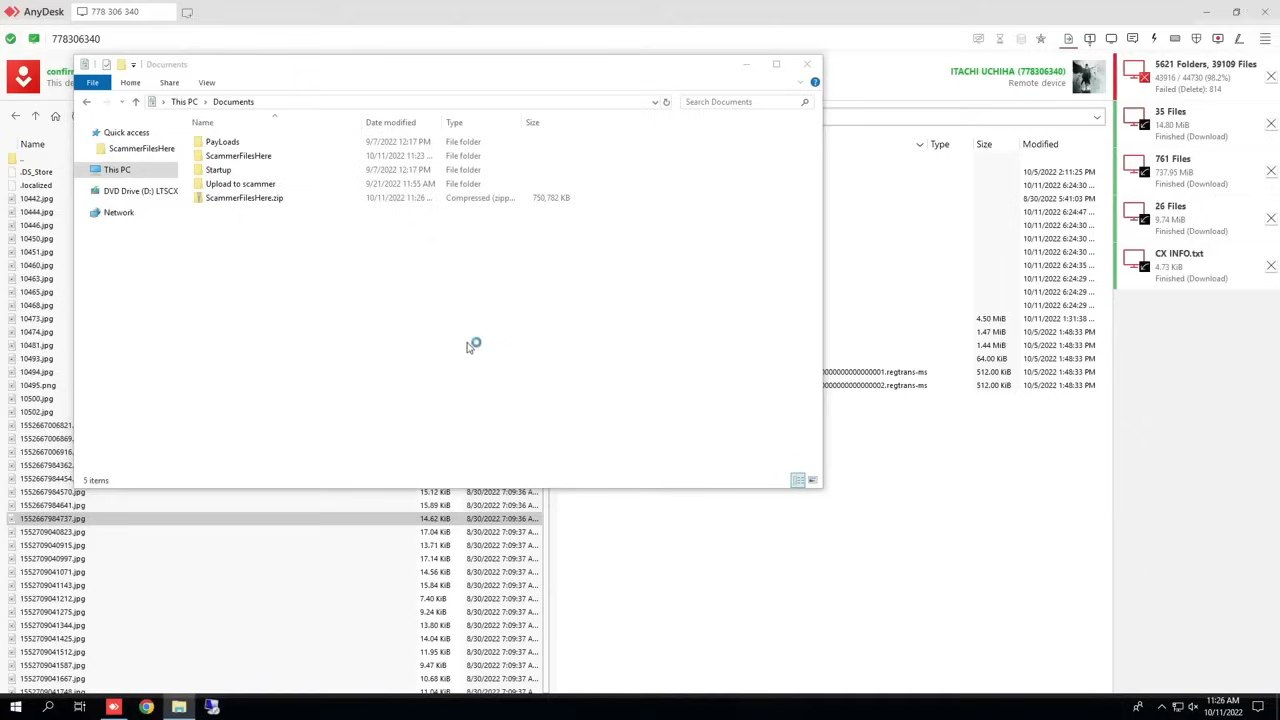 AnyDesk
778 306 340
778306340
confirm
This de
ITACHI UCHIHA (778306340)
Remote device
Documents
File
Home
Share
View
This PC
Documents
Search Documents
Quick access
ScammerFilesHere
This PC
DVD Drive (D:) LTSCX
Network
Name
Date modified
Type
Size
PayLoads
9/7/2022 12:17 PM
File folder
ScammerFilesHere
10/11/2022 11:23 ...
File folder
Startup
9/7/2022 12:17 PM
File folder
Upload to scammer
9/21/2022 11:55 AM
File folder
ScammerFilesHere.zip
10/11/2022 11:26 ...
Compressed (zipp...
750,782 KB
5 items
Name
..
.DS_Store
.localized
10442.jpg
10444.jpg
10446.jpg
10450.jpg
10451.jpg
10460.jpg
10463.jpg
10465.jpg
10468.jpg
10473.jpg
10474.jpg
10481.jpg
10493.jpg
10494.jpg
10495.png
10500.jpg
10502.jpg
1552667006821.
1552667006869.
1552667006916.
1552667984362.
1552667984454.
1552667984570.jpg 15.12 KiB 8/30/2022 7:09:36 A...
1552667984641.jpg 15.89 KiB 8/30/2022 7:09:36 A...
1552667984737.jpg 14.62 KiB 8/30/2022 7:09:36 A...
1552709040823.jpg 17.04 KiB 8/30/2022 7:09:37 A...
1552709040915.jpg 13.71 KiB 8/30/2022 7:09:37 A...
1552709040997.jpg 17.14 KiB 8/30/2022 7:09:37 A...
1552709041071.jpg 14.56 KiB 8/30/2022 7:09:37 A...
1552709041143.jpg 15.84 KiB 8/30/2022 7:09:37 A...
1552709041212.jpg 7.40 KiB 8/30/2022 7:09:37 A...
1552709041275.jpg 9.24 KiB 8/30/2022 7:09:37 A...
1552709041344.jpg 13.80 KiB 8/30/2022 7:09:37 A...
1552709041425.jpg 14.04 KiB 8/30/2022 7:09:37 A...
1552709041512.jpg 11.95 KiB 8/30/2022 7:09:37 A...
1552709041587.jpg 9.47 KiB 8/30/2022 7:09:37 A...
1552709041667.jpg 10.68 KiB 8/30/2022 7:09:37 A...
1552709041748.jpg 11.04 KiB 8/30/2022 7:09:37 A...
Type
Size
Modified
10/5/2022 2:11:25 PM
10/11/2022 6:24:30 ...
8/30/2022 5:41:03 PM
10/11/2022 6:24:47 ...
10/11/2022 6:24:30 ...
10/11/2022 6:24:30 ...
10/11/2022 6:24:30 ...
10/11/2022 6:24:35 ...
10/11/2022 6:24:29 ...
10/11/2022 6:24:29 ...
10/11/2022 6:24:29 ...
4.50 MiB 10/11/2022 1:31:38 ...
1.47 MiB 10/5/2022 1:48:33 PM
1.44 MiB 10/5/2022 1:48:33 PM
64.00 KiB 10/5/2022 1:48:33 PM
000000000000000001.regtrans-ms 512.00 KiB 10/5/2022 1:48:33 PM
000000000000000002.regtrans-ms 512.00 KiB 10/5/2022 1:48:33 PM
5621 Folders, 39109 Files
43916 / 44730 (98.2%)
Failed (Delete): 814
35 Files
14.80 MiB
Finished (Download)
761 Files
737.95 MiB
Finished (Download)
26 Files
9.74 MiB
Finished (Download)
CX INFO.txt
4.73 KiB
Finished (Download)
11:26 AM
10/11/2022